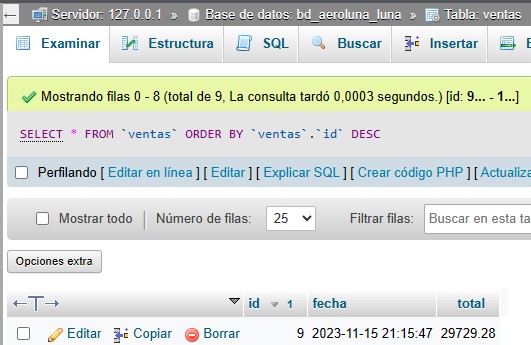 Servidor: 127.0.0.1 » Base de datos: bd_aeroluna_luna » Tabla: ventas
Examinar Estructura SQL Buscar Insertar
Mostrando filas 0 - 8 (total de 9, La consulta tardó 0,0003 segundos.) [id: 9... - 1...]
SELECT * FROM `ventas` ORDER BY `ventas`.`id` DESC
Perfilando [ Editar en línea ] [ Editar ] [ Explicar SQL ] [ Crear código PHP ] [ Actualiza
Mostrar todo Número de filas: 25 Filtrar filas: Buscar en esta ta
Opciones extra
←T→ id 1 fecha total
Editar Copiar Borrar 9 2023-11-15 21:15:47 29729.28